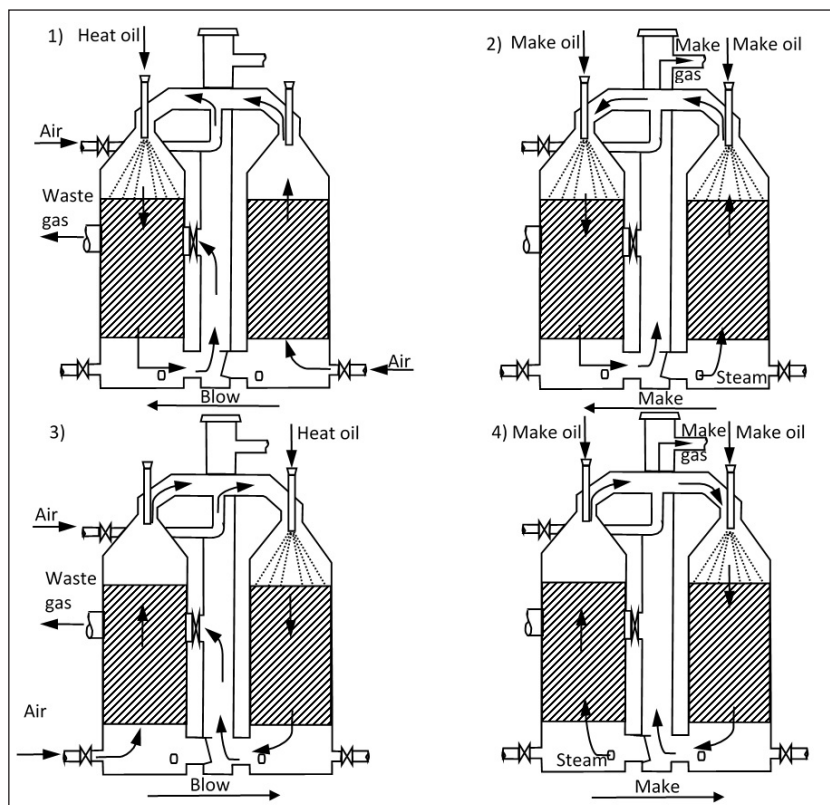 1)
Heat oil
Air
Waste
gas
Air
Blow
2)
Make oil
Make
gas
Make oil
Steam
Make
3)
Heat oil
Air
Waste
gas
Air
Blow
4)
Make oil
Make
gas
Make oil
Steam
Make